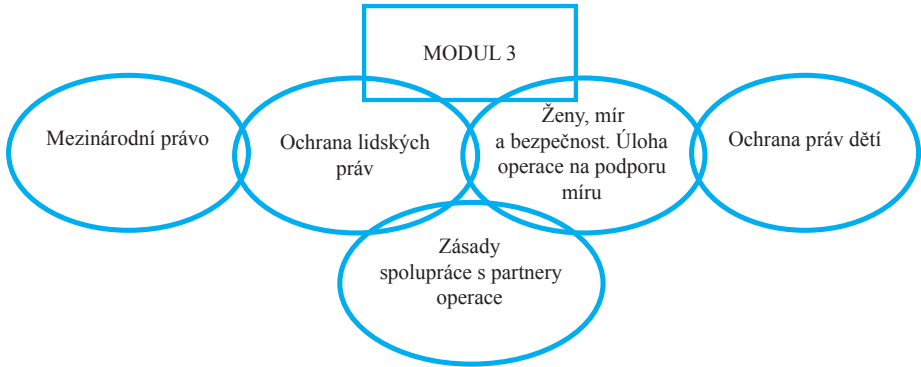 MODUL 3
Mezinárodní právo
Ochrana lidských
práv
Ženy, mír
a bezpečnost. Úloha
operace na podporu
míru
Ochrana práv dětí
Zásady
spolupráce s partnery
operace